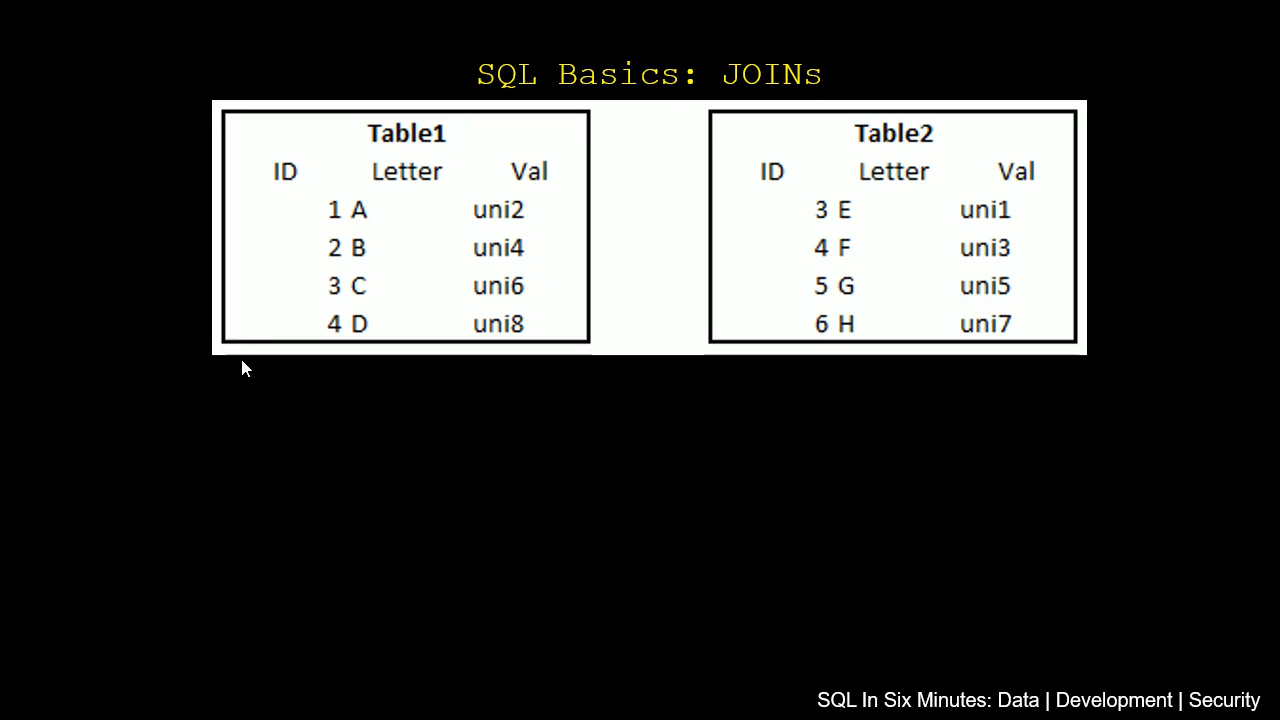 SQL Basics: JOINs
Table1
ID Letter Val
1 A uni2
2 B uni4
3 C uni6
4 D uni8
Table2
ID Letter Val
3 E uni1
4 F uni3
5 G uni5
6 H uni7
SQL In Six Minutes: Data | Development | Security